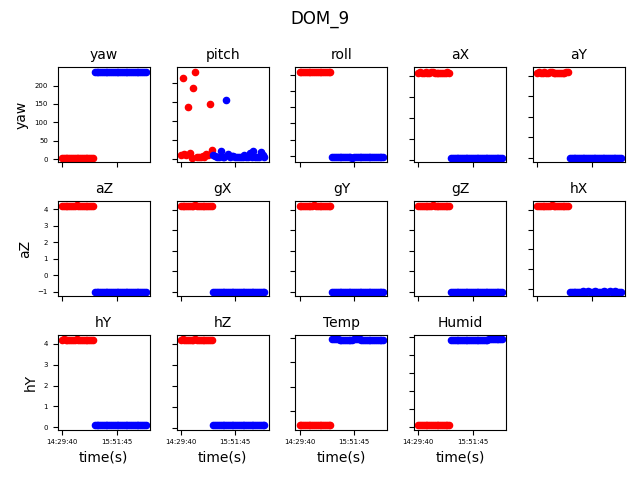 DOM_9
yaw pitch roll aX aY
yaw
200
150
100
50
0
aZ gX gY gZ hX
aZ
4
3
2
1
0
−1
hY hZ Temp Humid
hY
4
3
2
1
0
14:29:40 15:51:45 14:29:40 15:51:45 14:29:40 15:51:45 14:29:40 15:51:45
time(s) time(s) time(s) time(s)